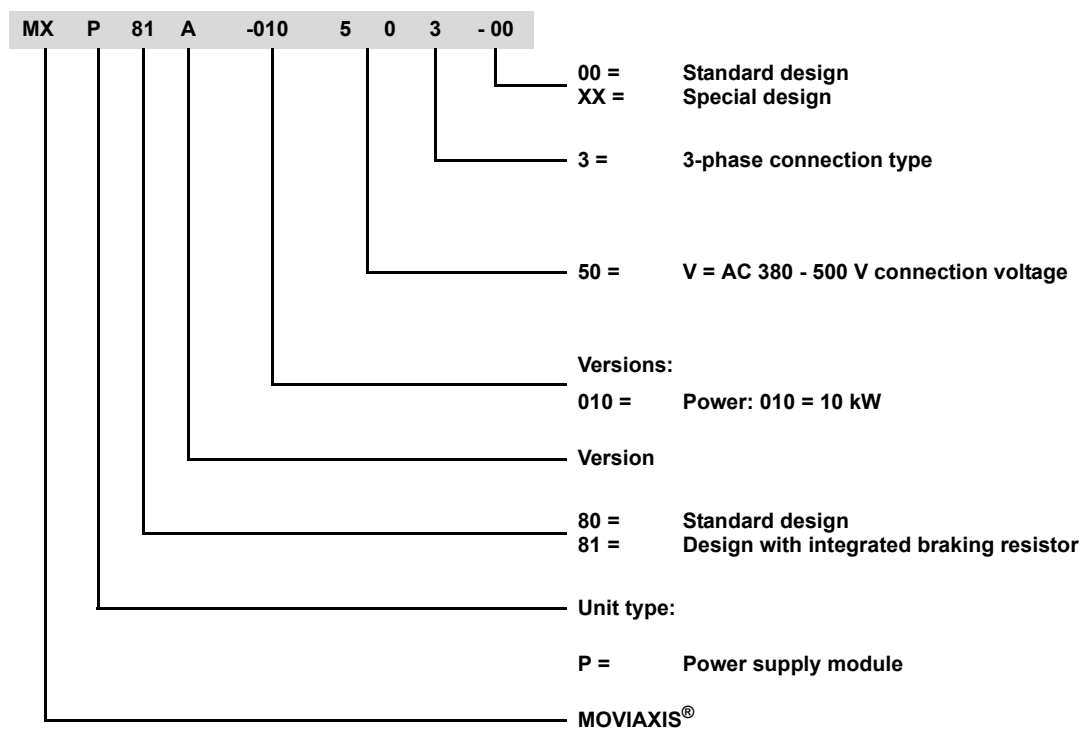 MX P 81 A -010 5 0 3 - 00
00 = Standard design
XX = Special design
3 = 3-phase connection type
50 = V = AC 380 - 500 V connection voltage
Versions:
010 = Power: 010 = 10 kW
Version
80 = Standard design
81 = Design with integrated braking resistor
Unit type:
P = Power supply module
MOVIAXIS®